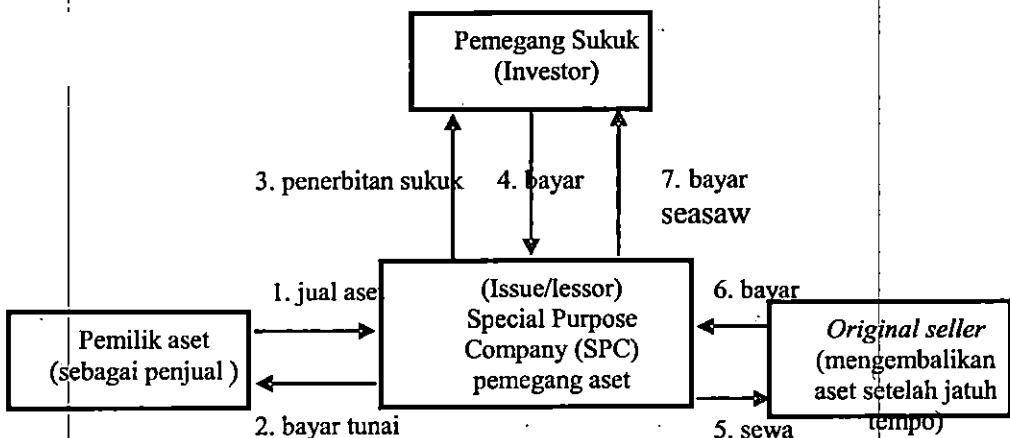 Pemegang Sukuk
(Investor)
3. penerbitan sukuk
4. bayar
7. bayar
seasaw
1. jual aset
(Issue/lessor)
Special Purpose
Company (SPC)
pemegang aset
6. bayar
Pemilik aset
(sebagai penjual )
Original seller
(mengembalikan
aset setelah jatuh
tempo)
2. bayar tunai
5. sewa